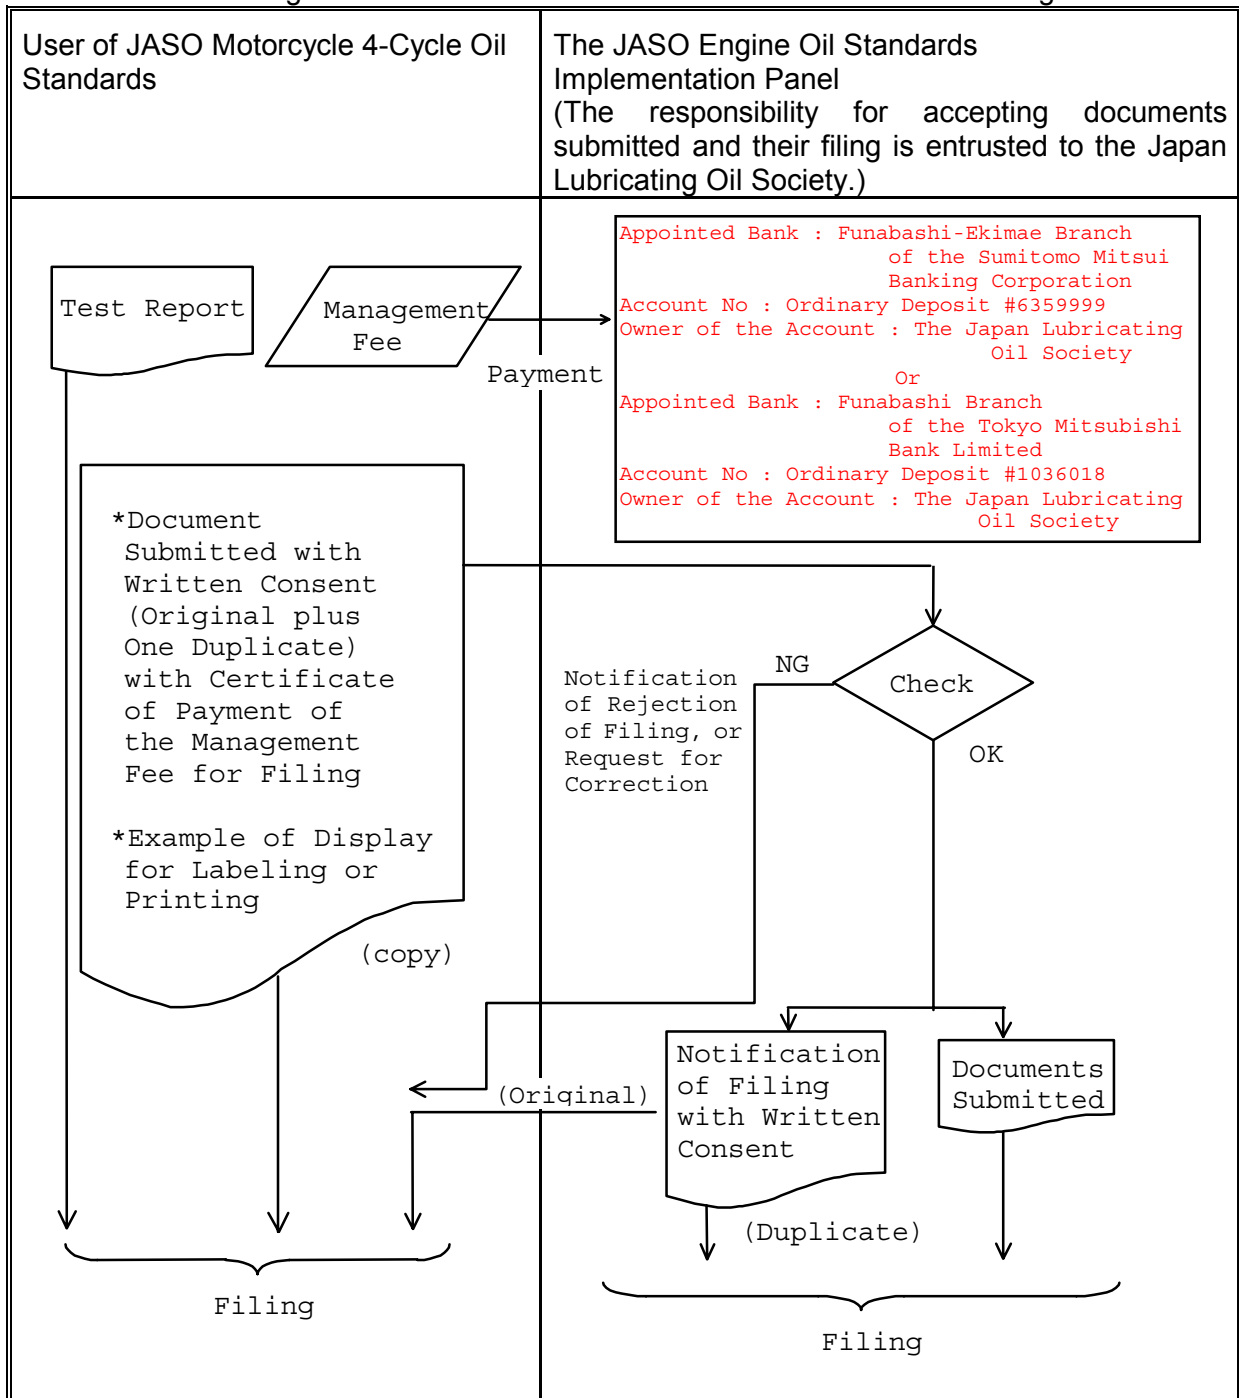 User of JASO Motorcycle 4-Cycle Oil
Standards
The JASO Engine Oil Standards
Implementation Panel
(The responsibility for accepting documents
submitted and their filing is entrusted to the Japan
Lubricating Oil Society.)
Test Report
Management
Fee
Payment
Appointed Bank : Funabashi-Ekimae Branch
of the Sumitomo Mitsui
Banking Corporation
Account No : Ordinary Deposit #6359999
Owner of the Account : The Japan Lubricating
Oil Society
Or
Appointed Bank : Funabashi Branch
of the Tokyo Mitsubishi
Bank Limited
Account No : Ordinary Deposit #1036018
Owner of the Account : The Japan Lubricating
Oil Society
*Document
Submitted with
Written Consent
(Original plus
One Duplicate)
with Certificate
of Payment of
the Management
Fee for Filing
*Example of Display
for Labeling or
Printing
(copy)
Notification
of Rejection
of Filing, or
Request for
Correction
NG
Check
OK
Notification
of Filing
with Written
Consent
Documents
Submitted
(Original)
(Duplicate)
Filing
Filing